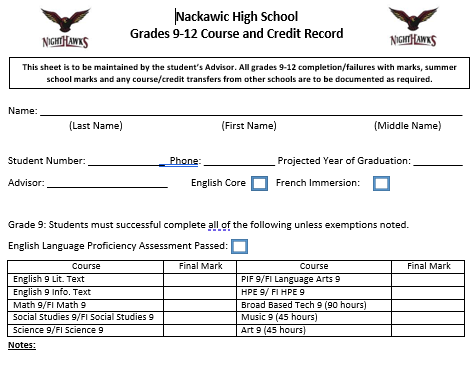 Nackawic High School
NIGHTHAWKS
NIGHTHAWKS
Grades 9-12 Course and Credit Record
This sheet is to be maintained by the student's Advisor. All grades 9-12 completion/failures with marks, summer
school marks and any course/credit transfers from other schools are to be documented as required.
Name:
(Last Name) (First Name) (Middle Name)
Student Number: Phone: Projected Year of Graduation:
Advisor: English Core French Immersion:
Grade 9: Students must successful complete all of the following unless exemptions noted.
English Language Proficiency Assessment Passed:
Course Final Mark Course Final Mark
English 9 Lit. Text PIF 9/FI Language Arts 9
English 9 Info. Text HPE 9/ FI HPE 9
Math 9/FI Math 9 Broad Based Tech 9 (90 hours)
Social Studies 9/FI Social Studies 9 Music 9 (45 hours)
Science 9/FI Science 9 Art 9 (45 hours)
Notes: